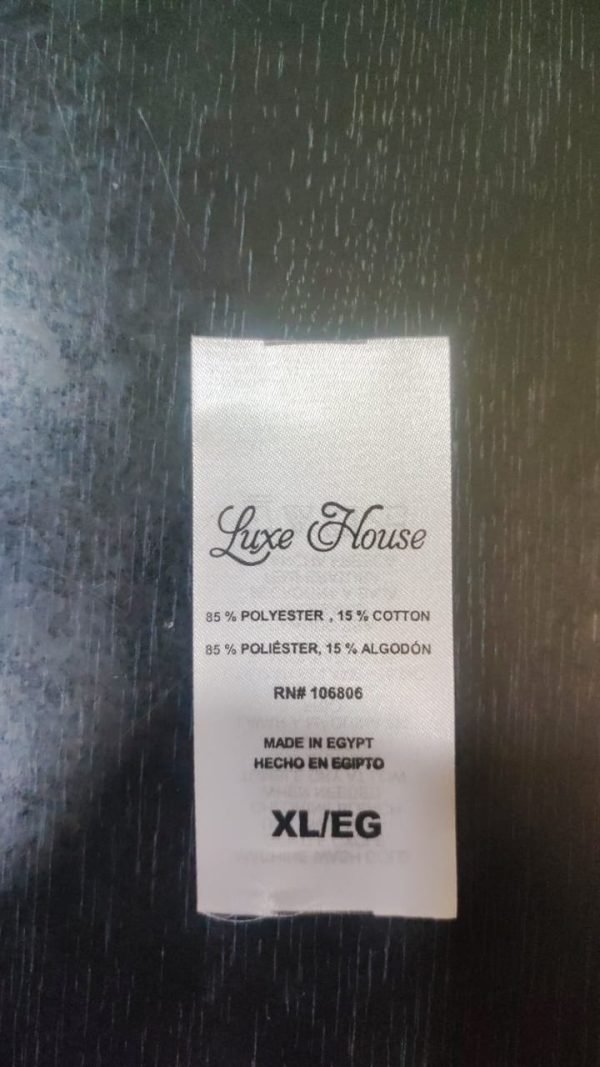 Luxe House
85 % POLYESTER , 15 % COTTON
85 % POLIÉSTER, 15 % ALGODÓN
RN# 106806
MADE IN EGYPT
HECHO EN EGIPTO
XL/EG